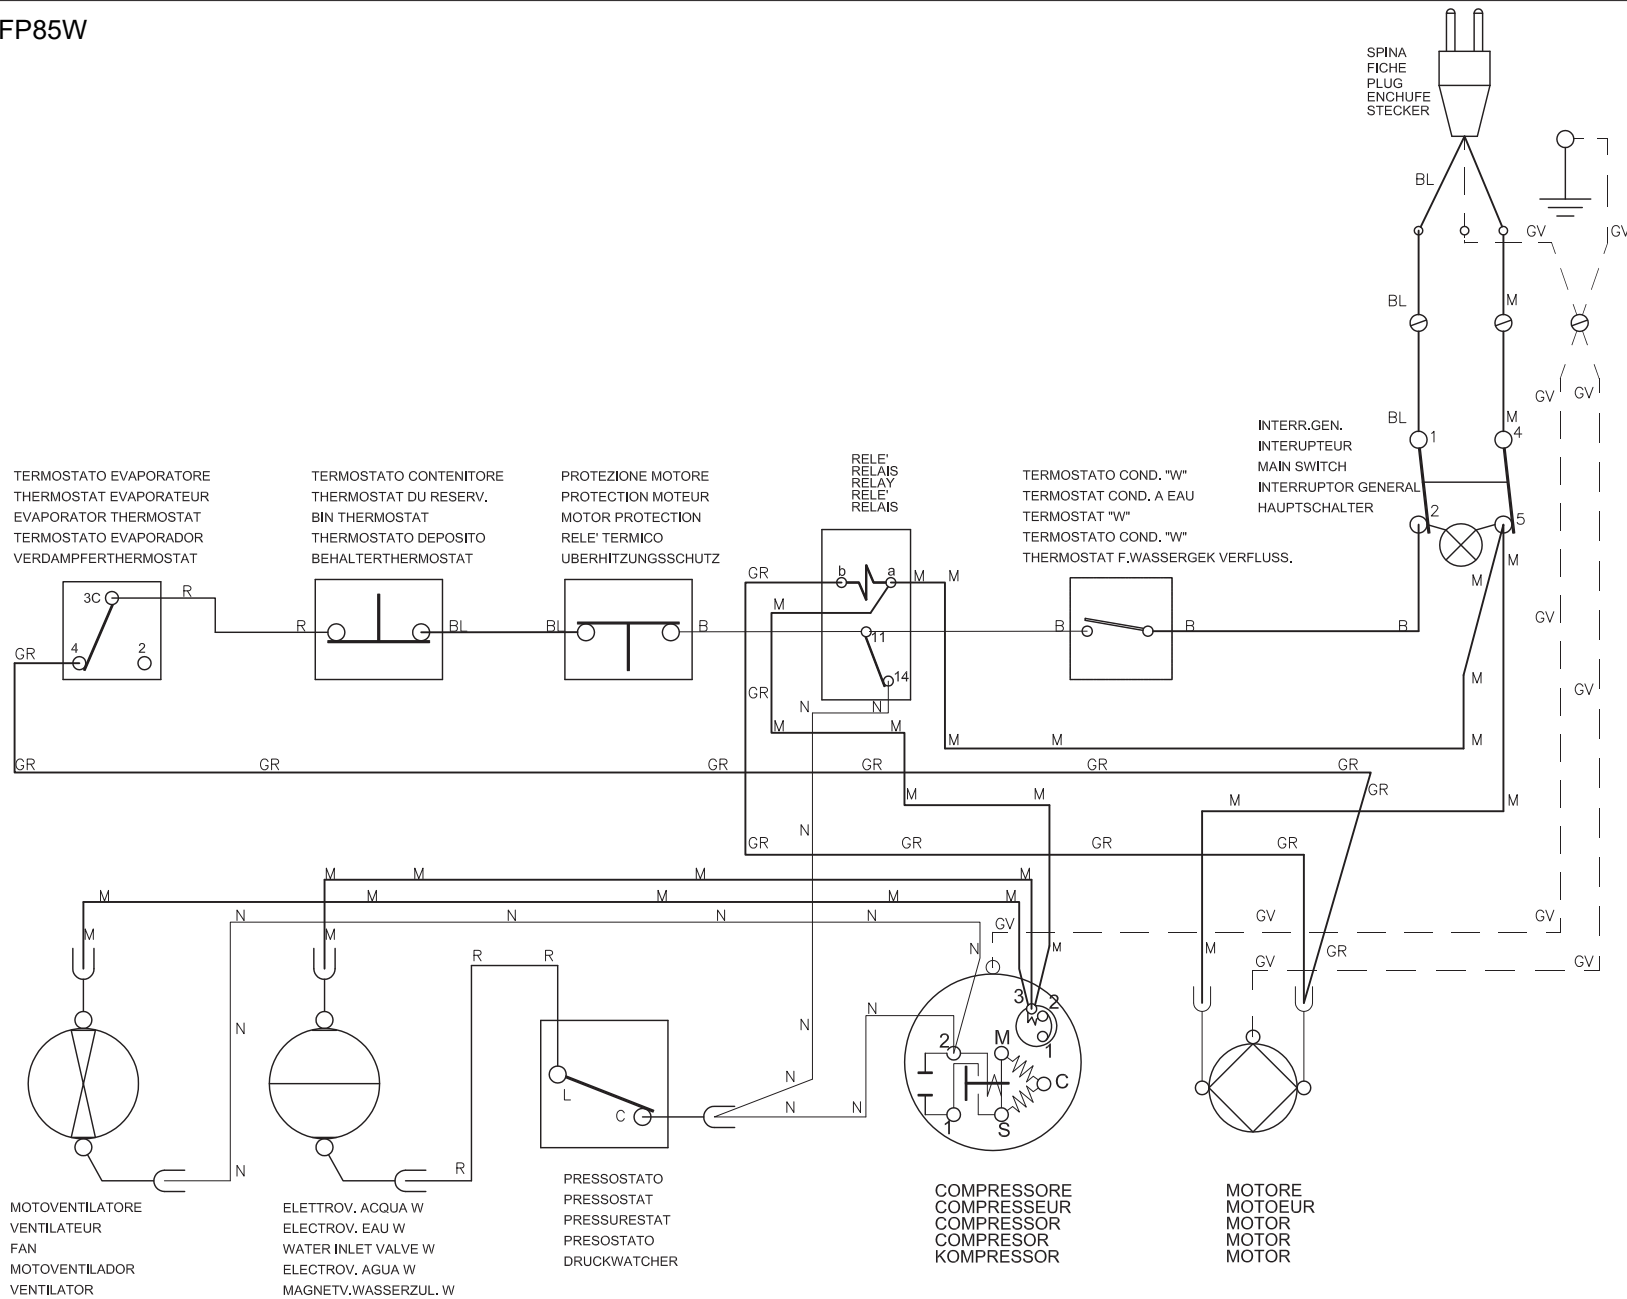 FP85W
SPINA
FICHE
PLUG
ENCHUFE
STECKER
BL
GV
GV
BL
M
GV
GV
BL
M
1
4
INTERR.GEN.
INTERUPTEUR
MAIN SWITCH
INTERRUPTOR GENERAL
HAUPTSCHALTER
2
5
TERMOSTATO EVAPORATORE
THERMOSTAT EVAPORATEUR
EVAPORATOR THERMOSTAT
TERMOSTATO EVAPORADOR
VERDAMPFERTHERMOSTAT
TERMOSTATO CONTENITORE
THERMOSTAT DU RESERV.
BIN THERMOSTAT
THERMOSTATO DEPOSITO
BEHALTERTHERMOSTAT
PROTEZIONE MOTORE
PROTECTION MOTEUR
MOTOR PROTECTION
RELE' TERMICO
UBERHITZUNGSSCHUTZ
RELE'
RELAIS
RELAY
RELE'
RELAIS
TERMOSTATO COND. "W"
TERMOSTAT COND. A EAU
TERMOSTAT "W"
TERMOSTATO COND. "W"
THERMOSTAT F.WASSERGEK VERFLUSS.
GR
b
a
M
M
M
M
3C
R
M
R
BL
BL
B
11
B
B
B
GV
GR
4
2
14
M
GR
N
N
GV
M
M
M
M
M
GR
GR
GR
GR
GR
GR
GR
M
M
M
M
N
GR
GR
GR
GR
M
M
M
M
M
M
M
M
M
N
N
N
N
GV
GV
GV
M
M
N
M
M
GR
R
R
GV
GV
3
2
N
N
N
2
M
1
N
C
L
C
N
N
1
S
N
R
MOTOVENTILATORE
VENTILATEUR
FAN
MOTOVENTILADOR
VENTILATOR
ELETTROV. ACQUA W
ELECTROV. EAU W
WATER INLET VALVE W
ELECTROV. AGUA W
MAGNETV.WASSERZUL. W
PRESSOSTATO
PRESSOSTAT
PRESSURESTAT
PRESOSTATO
DRUCKWATCHER
COMPRESSORE
COMPRESSEUR
COMPRESSOR
COMPRESOR
KOMPRESSOR
MOTORE
MOTOEUR
MOTOR
MOTOR
MOTOR